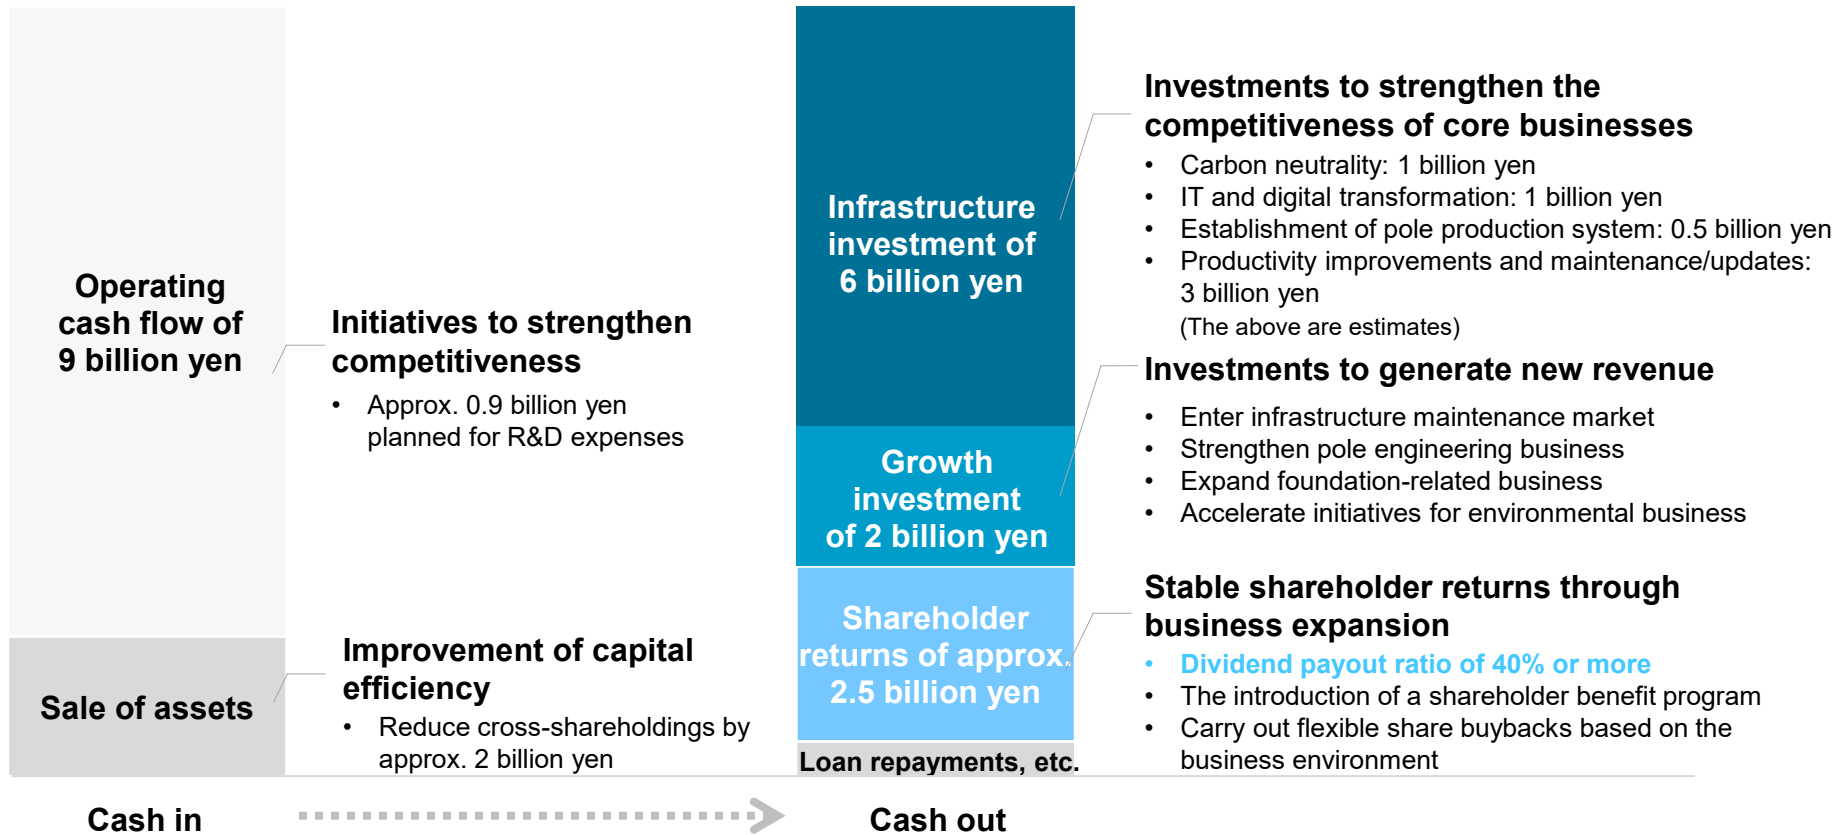 Operating
cash flow of
9 billion yen
Initiatives to strengthen
competitiveness
• Approx. 0.9 billion yen
planned for R&D expenses
Sale of assets
Improvement of capital
efficiency
• Reduce cross-shareholdings by
approx. 2 billion yen
Cash in
Infrastructure
investment of
6 billion yen
Growth
investment
of 2 billion yen
Shareholder
returns of approx.
2.5 billion yen
Loan repayments, etc.
Cash out
Investments to strengthen the
competitiveness of core businesses
• Carbon neutrality: 1 billion yen
• IT and digital transformation: 1 billion yen
• Establishment of pole production system: 0.5 billion yen
• Productivity improvements and maintenance/updates:
3 billion yen
(The above are estimates)
Investments to generate new revenue
• Enter infrastructure maintenance market
• Strengthen pole engineering business
• Expand foundation-related business
• Accelerate initiatives for environmental business
Stable shareholder returns through
business expansion
• Dividend payout ratio of 40% or more
• The introduction of a shareholder benefit program
• Carry out flexible share buybacks based on the
business environment